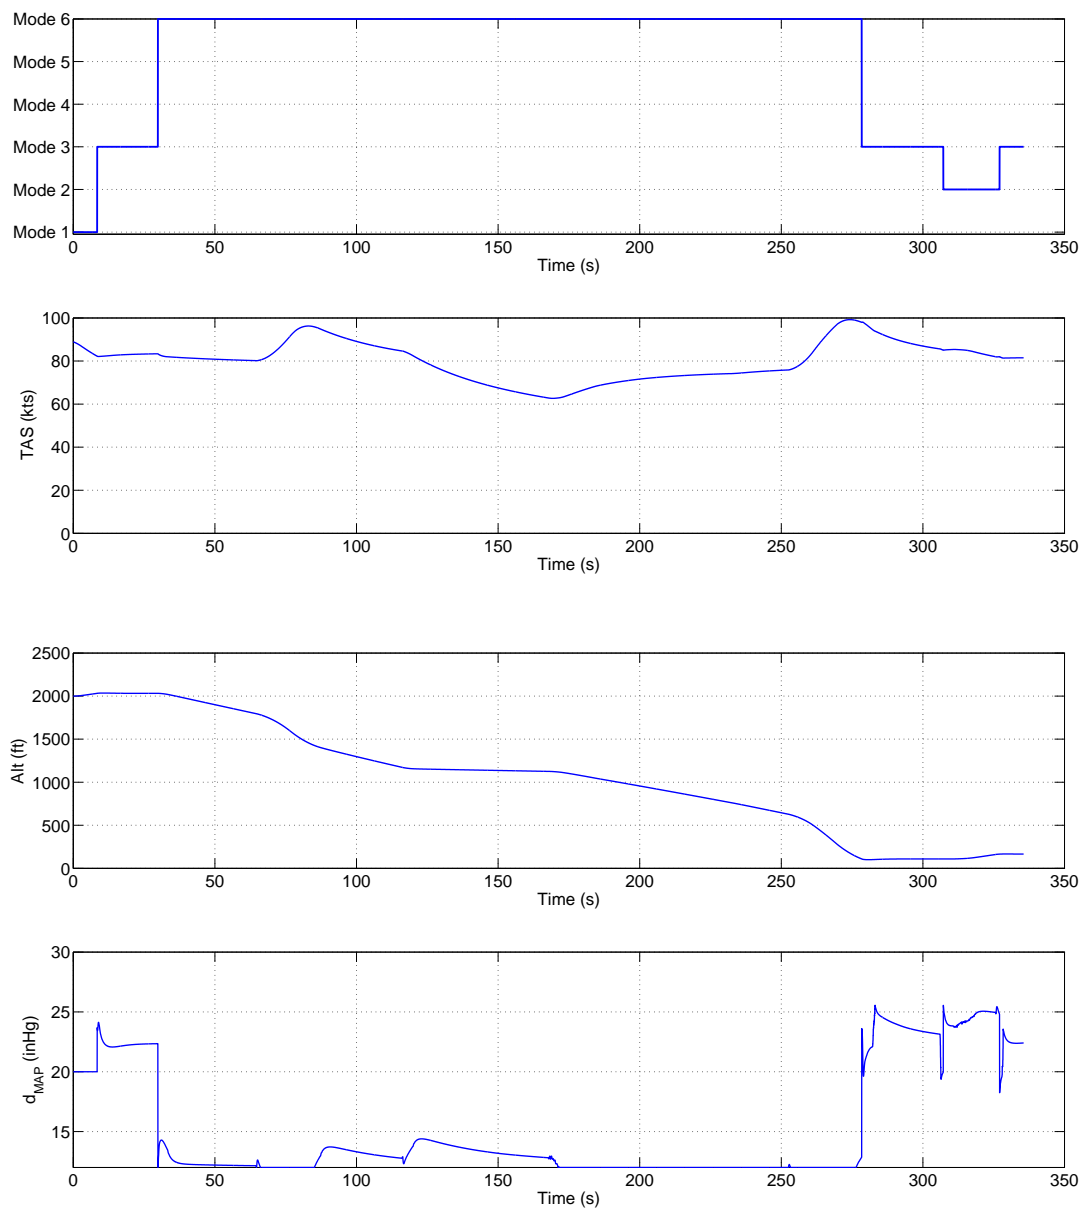 Mode 6
Mode 5
Mode 4
Mode 3
Mode 2
Mode 1
0 50 100 150 200 250 300 350
Time (s)
100
80
60
40
20
0
TAS (kts)
0 50 100 150 200 250 300 350
Time (s)
2500
2000
1500
1000
500
0
Alt (ft)
0 50 100 150 200 250 300 350
Time (s)
30
25
20
15
d_MAP (inHg)
0 50 100 150 200 250 300 350
Time (s)